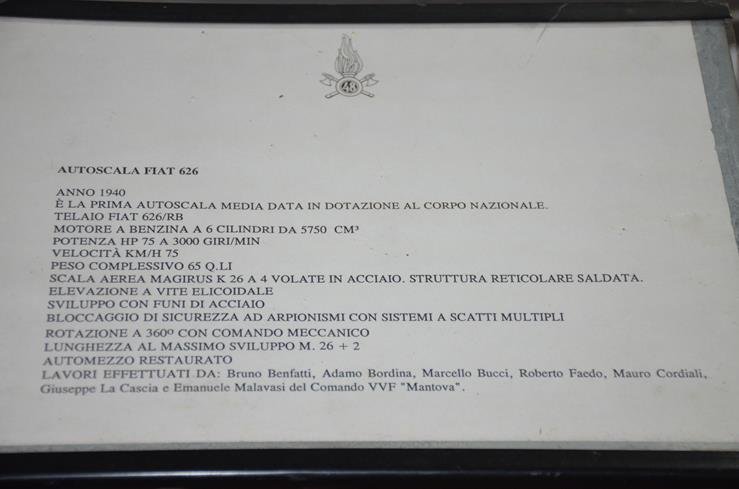 48
AUTOSCALA FIAT 626
ANNO 1940
È LA PRIMA AUTOSCALA MEDIA DATA IN DOTAZIONE AL CORPO NAZIONALE.
TELAIO FIAT 626/RB
MOTORE A BENZINA A 6 CILINDRI DA 5750 CM³
POTENZA HP 75 A 3000 GIRI/MIN
VELOCITÀ KM/H 75
PESO COMPLESSIVO 65 Q.LI
SCALA AEREA MAGIRUS K 26 A 4 VOLATE IN ACCIAIO. STRUTTURA RETICOLARE SALDATA.
ELEVAZIONE A VITE ELICOIDALE
SVILUPPO CON FUNI DI ACCIAIO
BLOCCAGGIO DI SICUREZZA AD ARPIONISMI CON SISTEMI A SCATTI MULTIPLI
ROTAZIONE A 360º CON COMANDO MECCANICO
LUNGHEZZA AL MASSIMO SVILUPPO M. 26 + 2
AUTOMEZZO RESTAURATO
LAVORI EFFETTUATI DA: Bruno Benfatti, Adamo Bordina, Marcello Bucci, Roberto Faedo, Mauro Cordiali,
Giuseppe La Cascia e Emanuele Malavasi del Comando VVF "Mantova".